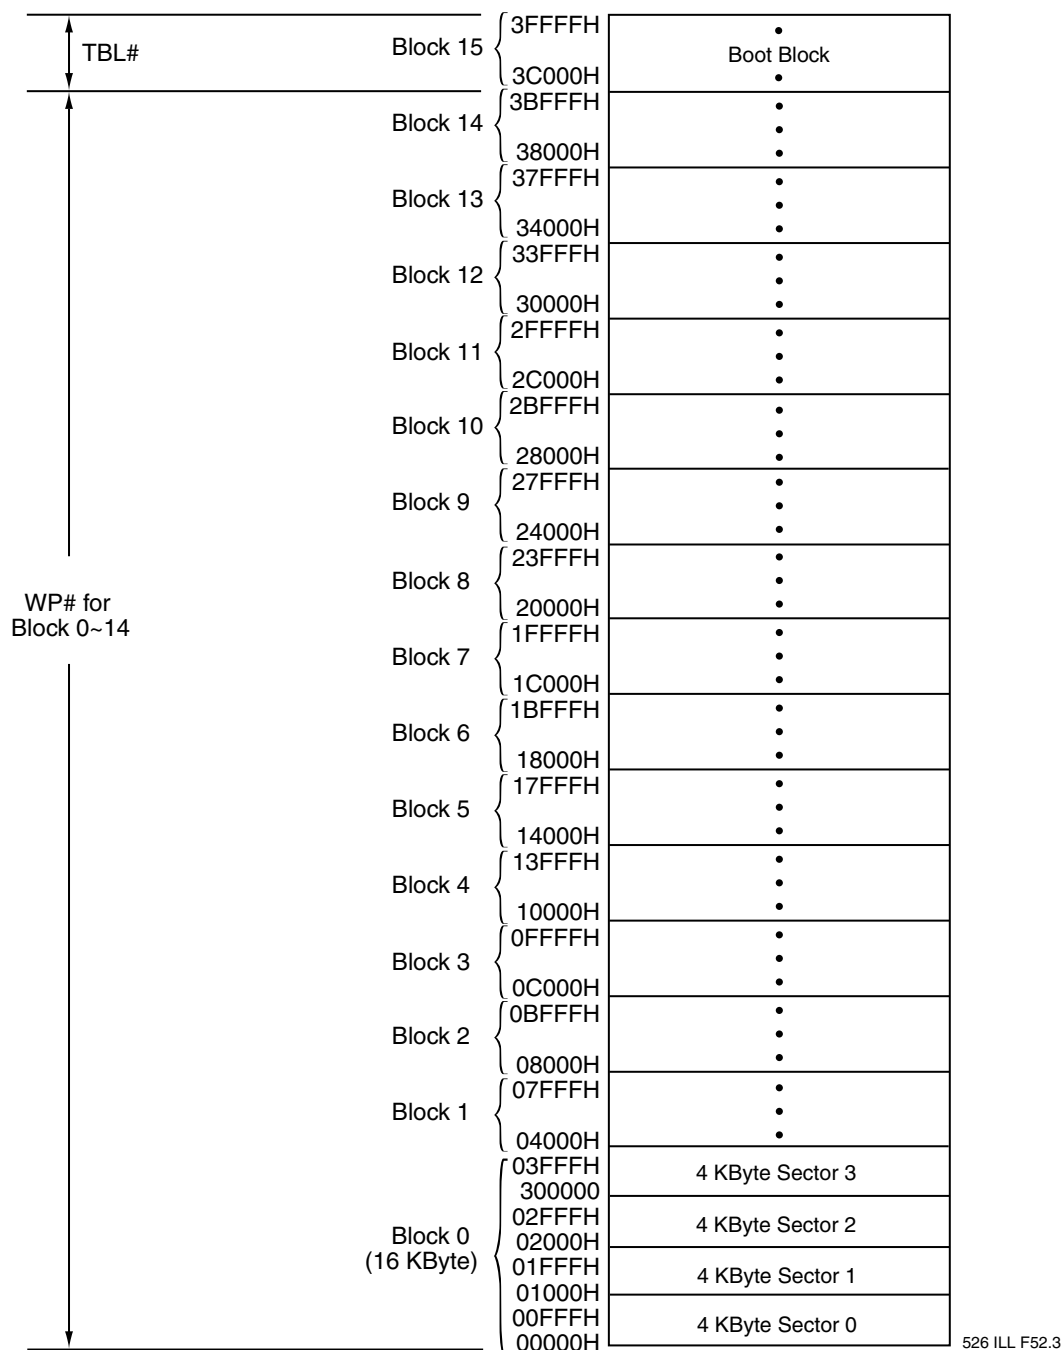 3FFFFH
TBL#
Block 15
Boot Block
3C000H
3BFFFH
Block 14
38000H
37FFFH
Block 13
34000H
33FFFH
Block 12
30000H
2FFFFH
Block 11
2C000H
2BFFFH
Block 10
28000H
27FFFH
Block 9
24000H
23FFFH
Block 8
20000H
WP# for
Block 0~14
1FFFFH
Block 7
1C000H
1BFFFH
Block 6
18000H
17FFFH
Block 5
14000H
13FFFH
Block 4
10000H
0FFFFH
Block 3
0C000H
0BFFFH
Block 2
08000H
07FFFH
Block 1
04000H
03FFFH
4 KByte Sector 3
300000
02FFFH
4 KByte Sector 2
02000H
Block 0
(16 KByte)
01FFFH
4 KByte Sector 1
01000H
00FFFH
4 KByte Sector 0
00000H
526 ILL F52.3